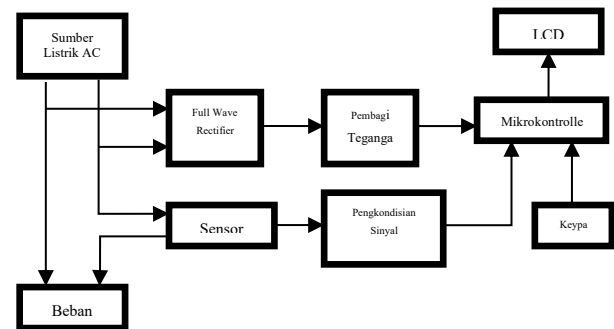 Sumber
Listrik AC
LCD
Full Wave
Rectifier
Pembagi
Teganga
Mikrokontrolle
Sensor
Pengkondisian
Sinyal
Keypa
Beban